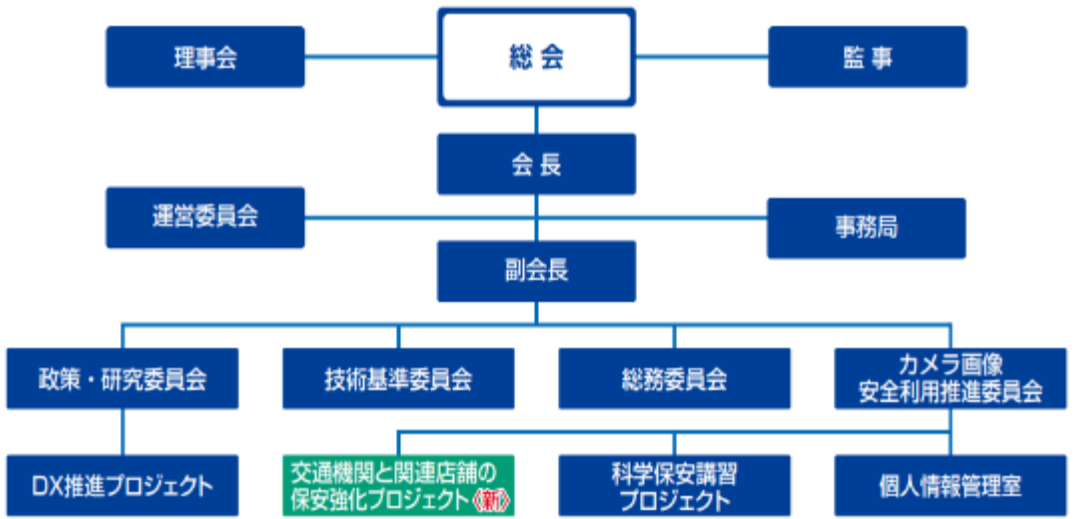 理事会
総会
監事
会長
運営委員会
事務局
副会長
政策・研究委員会
技術基準委員会
総務委員会
カメラ画像
安全利用推進委員会
DX推進プロジェクト
交通機関と関連店舗の
保安強化プロジェクト《新》
科学保安講習
プロジェクト
個人情報管理室